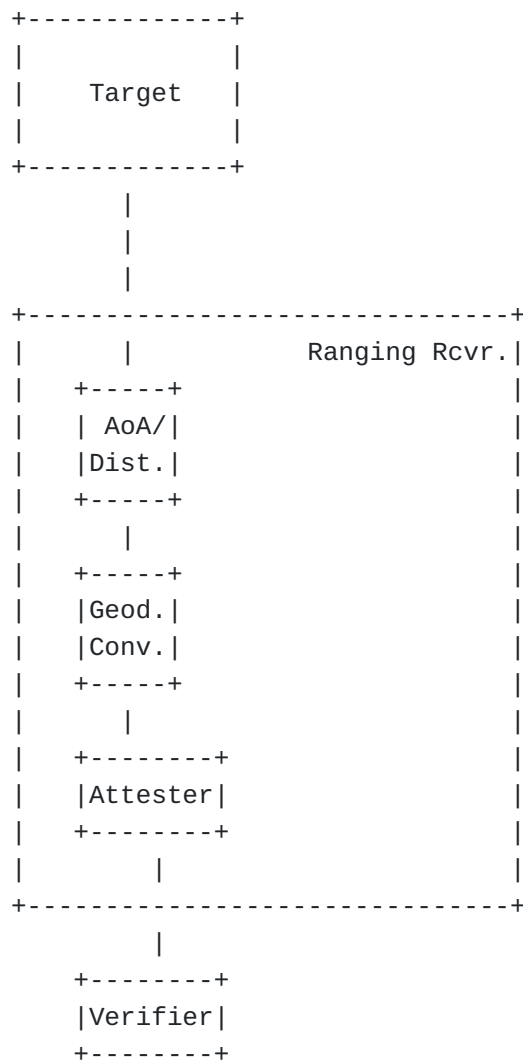 Target
Ranging Rcvr.
AoA/
Dist.
Geod.
Conv.
Attester
Verifier